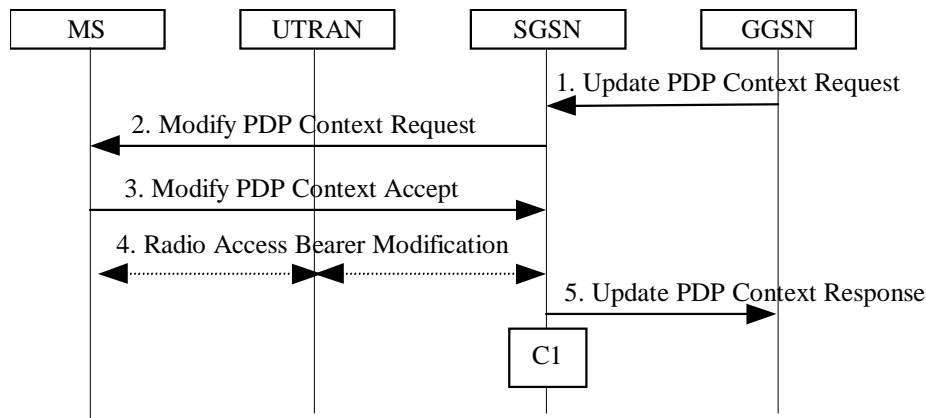 MS UTRAN SGSN GGSN
1. Update PDP Context Request
2. Modify PDP Context Request
3. Modify PDP Context Accept
4. Radio Access Bearer Modification
5. Update PDP Context Response
C1